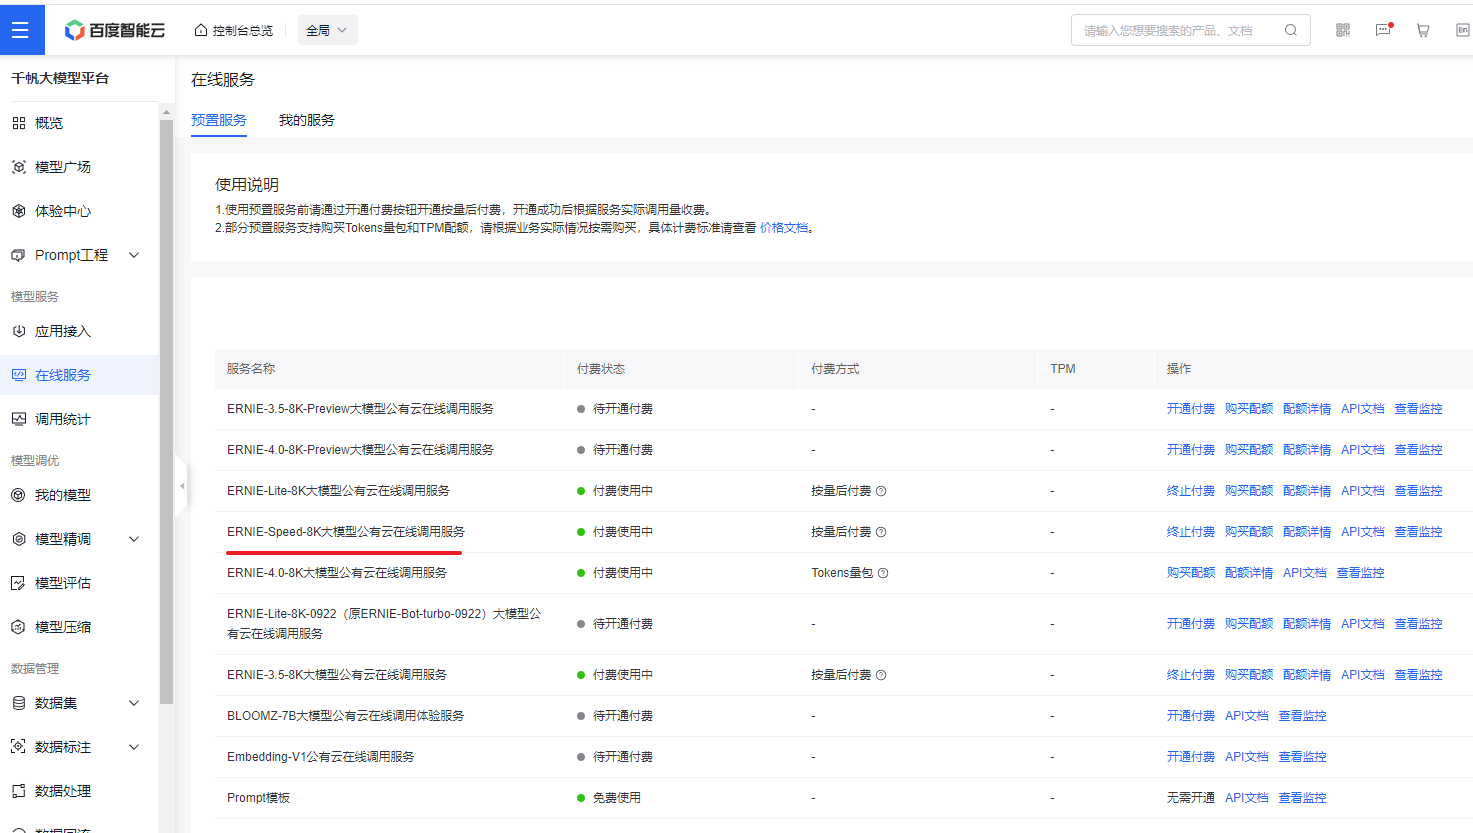 百度智能云
控制台总览
全局
请输入您想要搜索的产品、文档
En
千帆大模型平台
概览
模型广场
体验中心
Prompt工程
模型服务
应用接入
在线服务
调用统计
模型调优
我的模型
模型精调
模型评估
模型压缩
数据管理
数据集
数据标注
数据处理
在线服务
预置服务 我的服务
使用说明
1.使用预置服务前请通过开通付费按钮开通按量后付费，开通成功后根据服务实际调用量收费。
2.部分预置服务支持购买Tokens量包和TPM配额，请根据业务实际情况按需购买，具体计费标准请查看 价格文档。
服务名称 付费状态 付费方式 TPM 操作
ERNIE-3.5-8K-Preview大模型公有云在线调用服务 待开通付费 - - 开通付费 购买配额 配额详情 API文档 查看监控
ERNIE-4.0-8K-Preview大模型公有云在线调用服务 待开通付费 - - 开通付费 购买配额 配额详情 API文档 查看监控
ERNIE-Lite-8K大模型公有云在线调用服务 付费使用中 按量后付费 - 终止付费 购买配额 配额详情 API文档 查看监控
ERNIE-Speed-8K大模型公有云在线调用服务 付费使用中 按量后付费 - 终止付费 购买配额 配额详情 API文档 查看监控
ERNIE-4.0-8K大模型公有云在线调用服务 付费使用中 Tokens量包 - 购买配额 配额详情 API文档 查看监控
ERNIE-Lite-8K-0922（原ERNIE-Bot-turbo-0922）大模型公
有云在线调用服务 待开通付费 - - 开通付费 购买配额 配额详情 API文档 查看监控
ERNIE-3.5-8K大模型公有云在线调用服务 付费使用中 按量后付费 - 终止付费 购买配额 配额详情 API文档 查看监控
BLOOMZ-7B大模型公有云在线调用体验服务 待开通付费 - - 开通付费 API文档 查看监控
Embedding-V1公有云在线调用服务 待开通付费 - - 开通付费 API文档 查看监控
Prompt模板 免费使用 - - 无需开通 API文档 查看监控